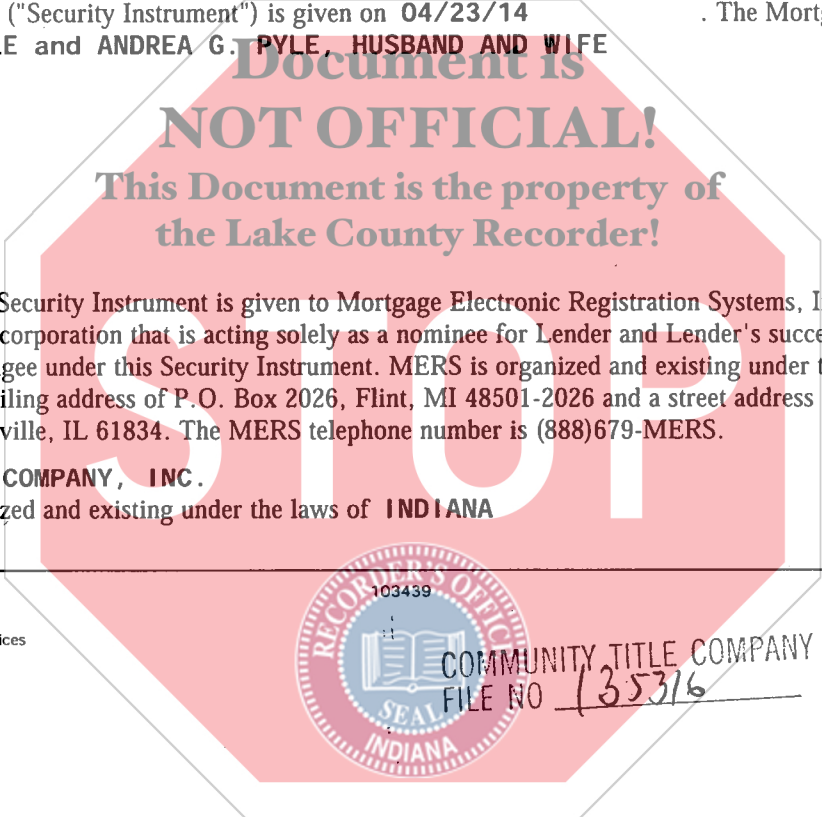 ("Security Instrument") is given on 04/23/14 . The Mort
LE and ANDREA G. PYLE, HUSBAND AND WIFE
Document is
NOT OFFICIAL!
This Document is the property of
the Lake County Recorder!
STOP
Security Instrument is given to Mortgage Electronic Registration Systems, I
corporation that is acting solely as a nominee for Lender and Lender's succe
gee under this Security Instrument. MERS is organized and existing under t
iling address of P.O. Box 2026, Flint, MI 48501-2026 and a street address
ville, IL 61834. The MERS telephone number is (888)679-MERS.
COMPANY, INC.
zed and existing under the laws of INDIANA
103439
RECORDER'S OFFICE
SEAL
INDIANA
ices
COMMUNITY TITLE COMPANY
FILE NO 135316